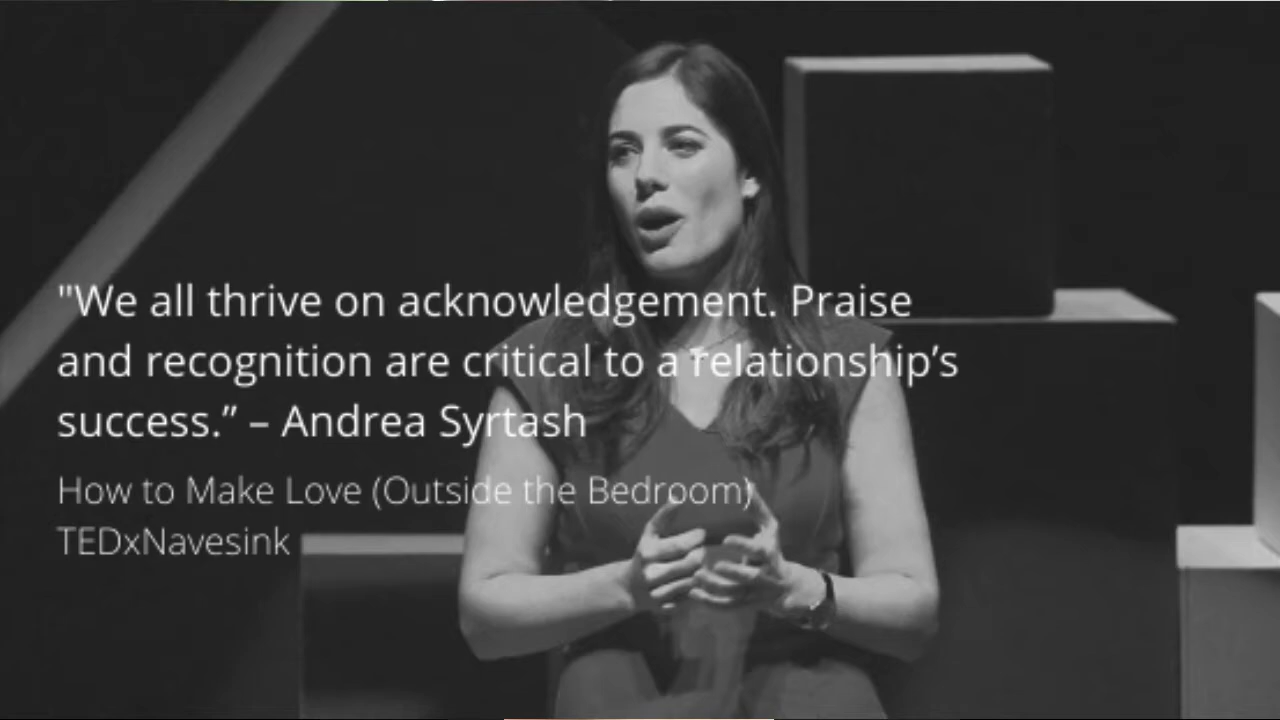 "We all thrive on acknowledgement. Praise
and recognition are critical to a relationship’s
success.” – Andrea Syrtash
How to Make Love (Outside the Bedroom)
TEDxNavesink